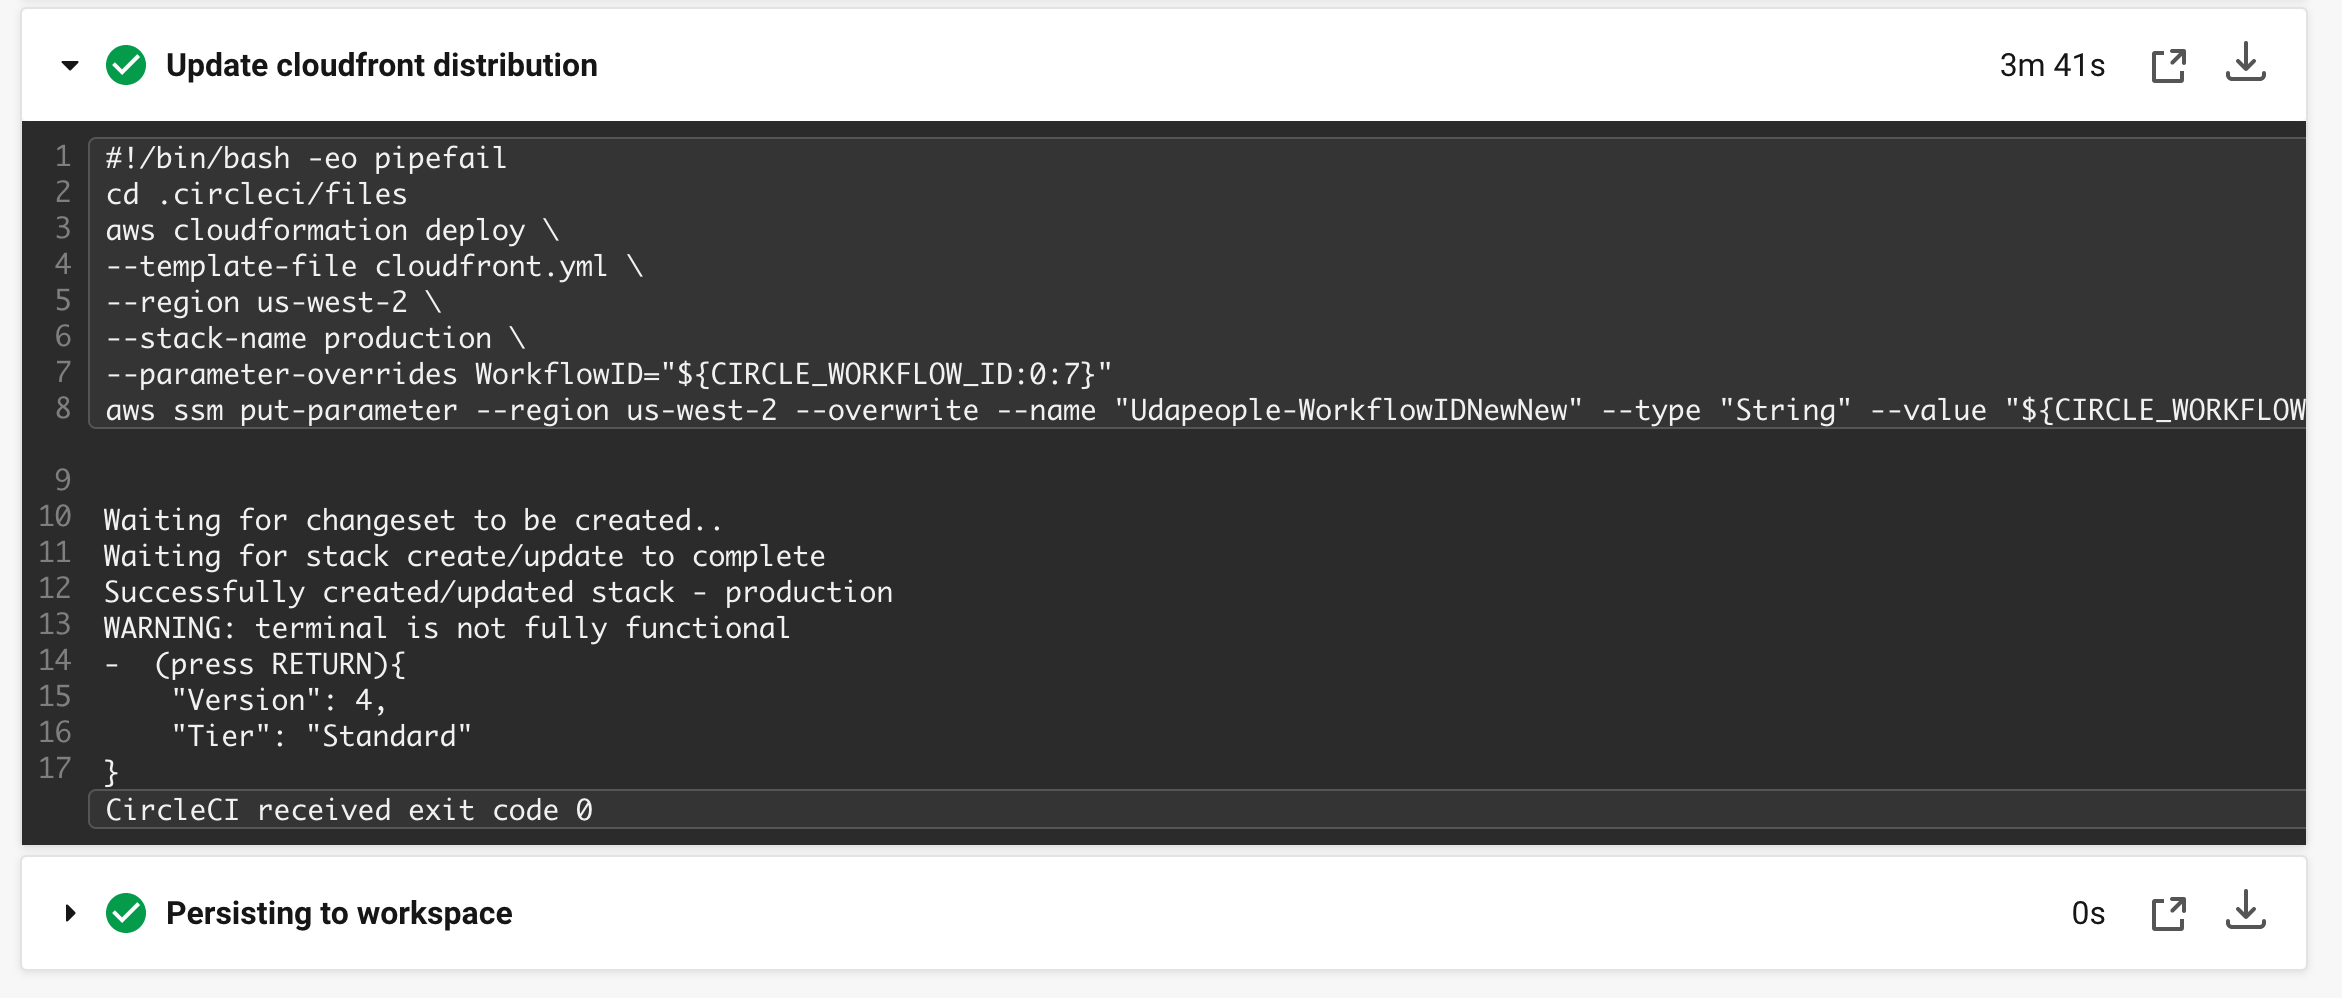 Update cloudfront distribution 3m 41s
1 #!/bin/bash -eo pipefail
2 cd .circleci/files
3 aws cloudformation deploy \
4 --template-file cloudfront.yml \
5 --region us-west-2 \
6 --stack-name production \
7 --parameter-overrides WorkflowID="${CIRCLE_WORKFLOW_ID:0:7}"
8 aws ssm put-parameter --region us-west-2 --overwrite --name "Udapeople-WorkflowIDNewNew" --type "String" --value "${CIRCLE_WORKFLOW
9
10 Waiting for changeset to be created..
11 Waiting for stack create/update to complete
12 Successfully created/updated stack - production
13 WARNING: terminal is not fully functional
14 -  (press RETURN){
15     "Version": 4,
16     "Tier": "Standard"
17 }
CircleCI received exit code 0
Persisting to workspace 0s